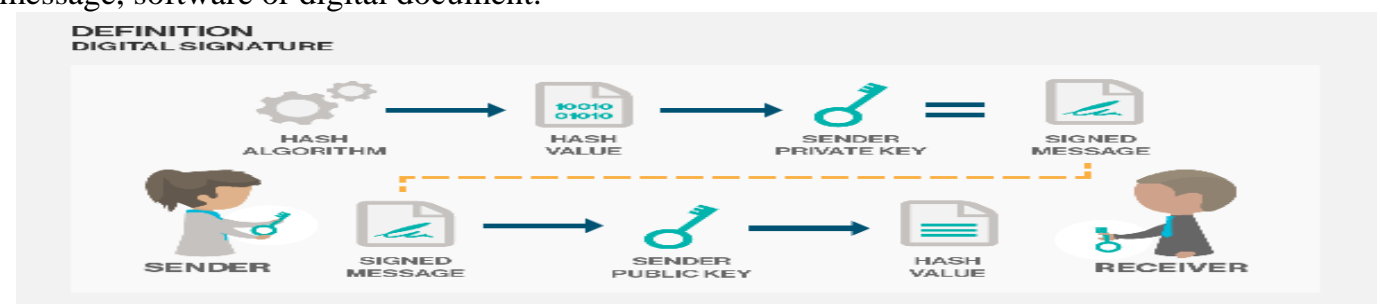 message, software or digital document.
DEFINITION
DIGITAL SIGNATURE
10010
01010
HASH
ALGORITHM
HASH
VALUE
SENDER
PRIVATE KEY
SIGNED
MESSAGE
SENDER
SIGNED
MESSAGE
SENDER
PUBLIC KEY
HASH
VALUE
RECEIVER